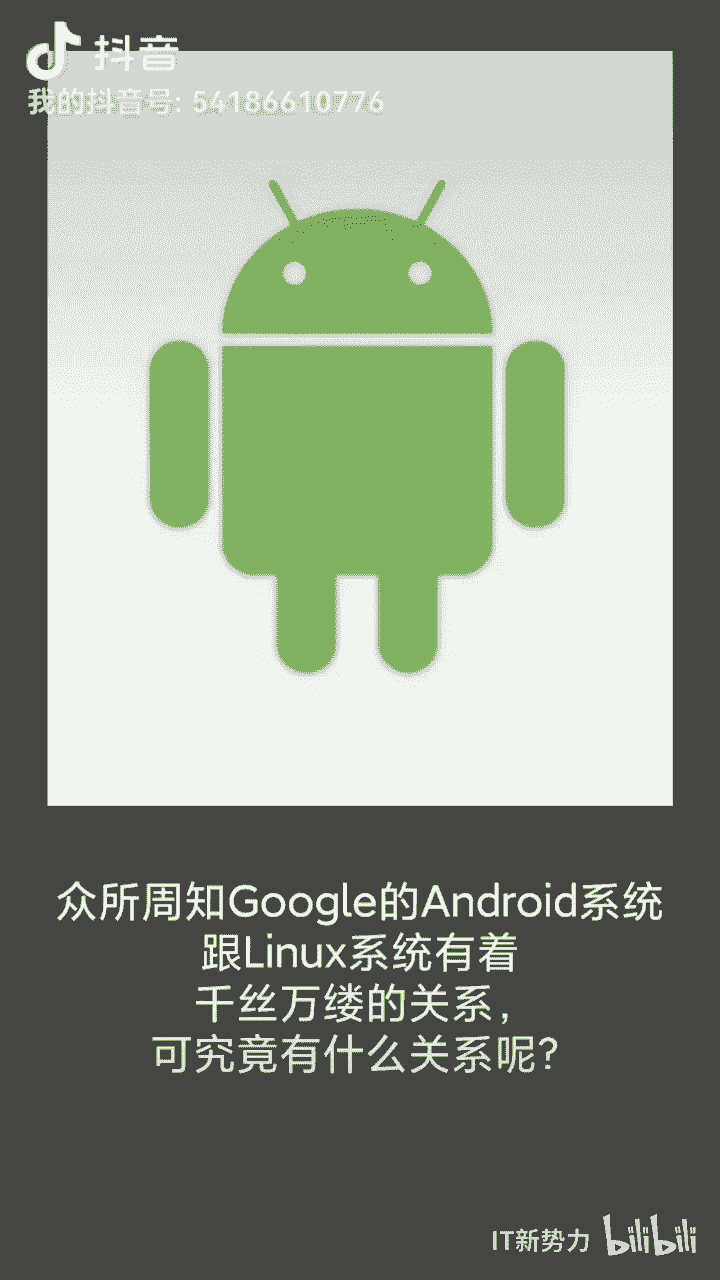 抖音
我的抖音号: 54186610776
众所周知Google的Android系统
跟Linux系统有着
千丝万缕的关系，
可究竟有什么关系呢?
IT新势力 bilibili